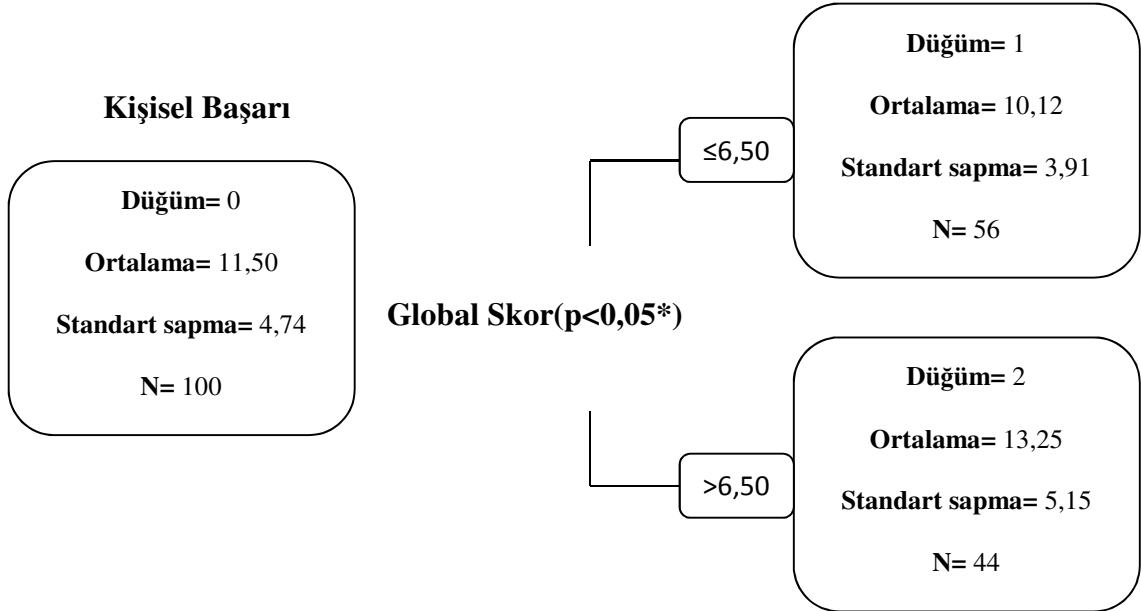 Kişisel Başarı
Düğüm= 0
Ortalama= 11,50
Standart sapma= 4,74
N= 100
Global Skor(p<0,05*)
≤6,50
Düğüm= 1
Ortalama= 10,12
Standart sapma= 3,91
N= 56
>6,50
Düğüm= 2
Ortalama= 13,25
Standart sapma= 5,15
N= 44